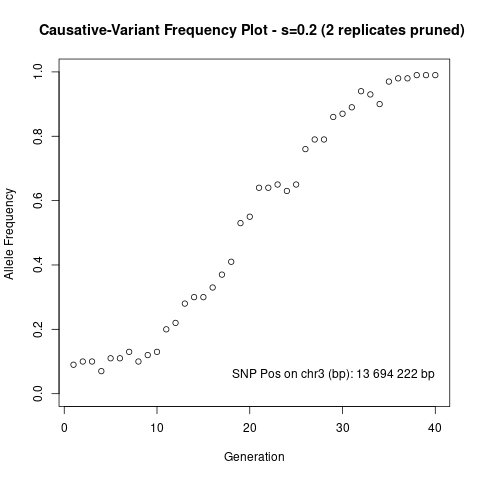 Causative-Variant Frequency Plot - s=0.2 (2 replicates pruned)
Allele Frequency
1.0
0.8
0.6
0.4
0.2
0.0
SNP Pos on chr3 (bp): 13 694 222 bp
0 10 20 30 40
Generation